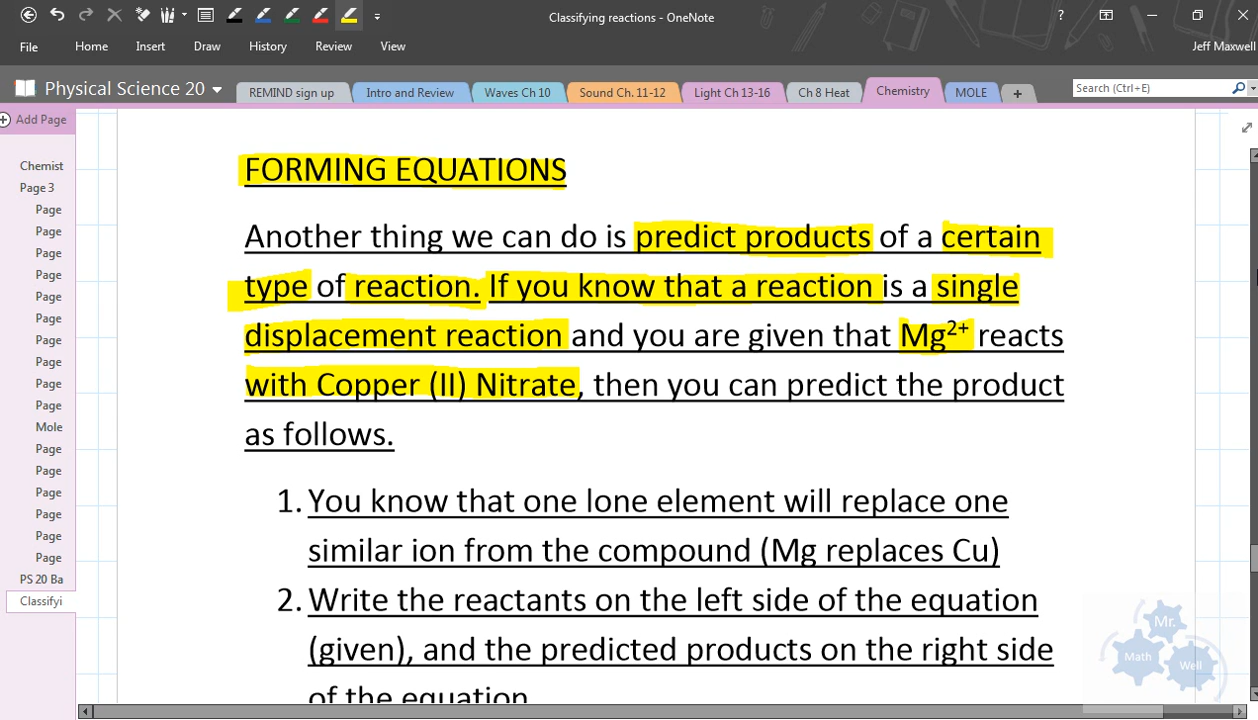 Classifying reactions - OneNote
?
File
Home
Insert
Draw
History
Review
View
Jeff Maxwell
Physical Science 20
REMIND sign up
Intro and Review
Waves Ch 10
Sound Ch. 11-12
Light Ch 13-16
Ch 8 Heat
Chemistry
MOLE
+
Search (Ctrl+E)
Add Page
Chemist
Page 3
Page
Page
Page
Page
Page
Page
Page
Page
Page
Page
Mole
Page
Page
Page
Page
Page
Page
PS 20 Ba
Classifyi
FORMING EQUATIONS
Another thing we can do is predict products of a certain
type of reaction. If you know that a reaction is a single
displacement reaction and you are given that Mg²⁺ reacts
with Copper (II) Nitrate, then you can predict the product
as follows.
1. You know that one lone element will replace one
similar ion from the compound (Mg replaces Cu)
2. Write the reactants on the left side of the equation
(given), and the predicted products on the right side
of the equation
Mr.
Math
Well